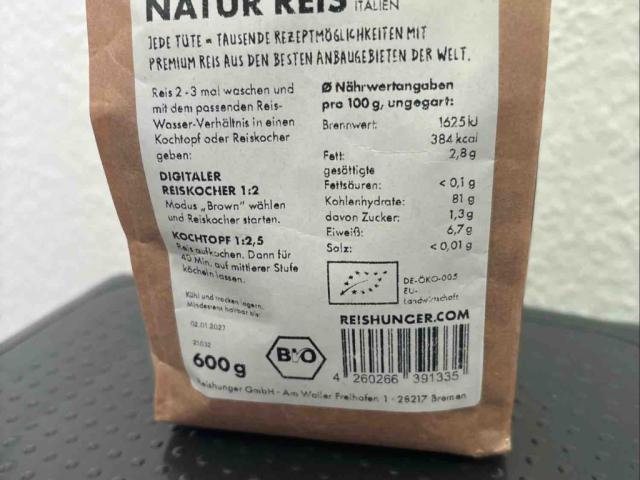 NATUR REIS ITALIEN
JEDE TÜTE = TAUSENDE REZEPTMÖGLICHKEITEN MIT
PREMIUM REIS AUS DEN BESTEN ANBAUGEBIETEN DER WELT.
Reis 2-3 mal waschen und
mit dem passenden Reis-
Wasser-Verhältnis in einen
Kochtopf oder Reiskocher
geben:
DIGITALER
REISKOCHER 1:2
Modus „Brown" wählen
und Reiskocher starten.
KOCHTOPF 1:2,5
Reis aufkochen. Dann für
40 Min. auf mittlerer Stufe
köcheln lassen.
Kühl und trocken lagern.
Mindestens haltbar bis:
02.01.2027
21032
600 g
Ø Nährwertangaben
pro 100 g, ungegart:
Brennwert: 1625 kJ
384 kcal
Fett: 2,8 g
gesättigte
Fettsäuren: < 0,1 g
Kohlenhydrate: 81 g
davon Zucker: 1,3 g
Eiweiß: 6,7 g
Salz: < 0,01 g
DE-ÖKO-005
EU-
Landwirtschaft
REISHUNGER.COM
BIO
4 260266 391335
Reishunger GmbH - Am Waller Freihafen 1 - 28217 Bremen